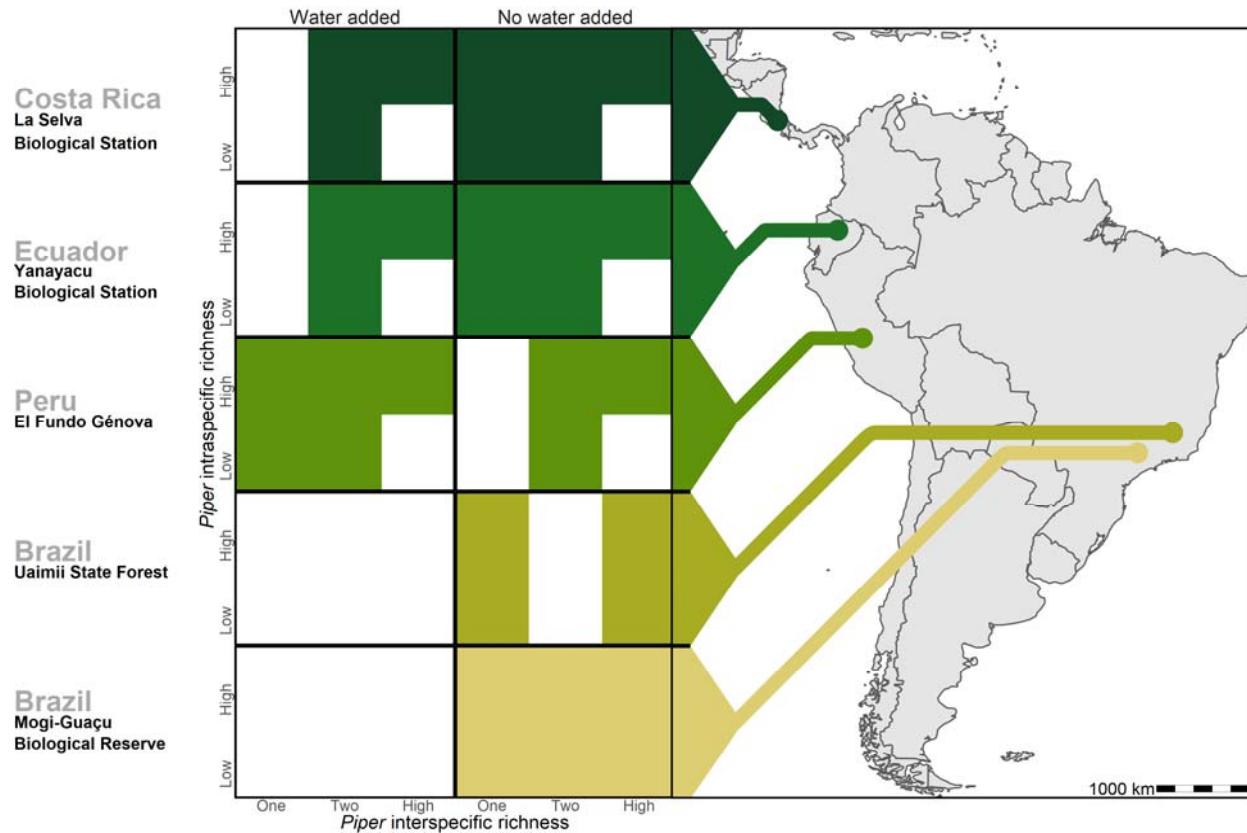 Water added
No water added
Costa Rica
La Selva
Biological Station
High
Low
Ecuador
Yanayacu
Biological Station
High
Low
Peru
El Fundo Génova
High
Low
Brazil
Uaimii State Forest
High
Low
Brazil
Mogi-Guaçu
Biological Reserve
High
Low
Piper intraspecific richness
One Two High One Two High
Piper interspecific richness
1000 km